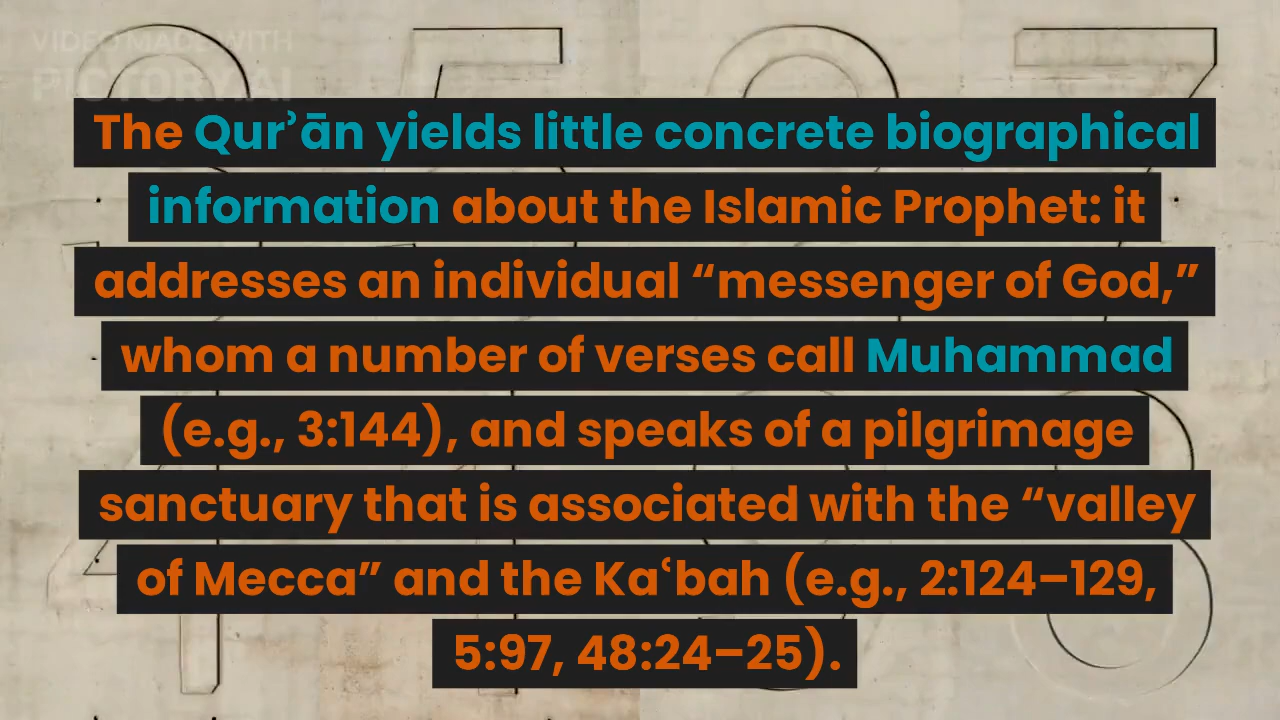 VIDEO MADE WITH
PICTORY.AI
The Qurʾān yields little concrete biographical
information about the Islamic Prophet: it
addresses an individual “messenger of God,”
whom a number of verses call Muhammad
(e.g., 3:144), and speaks of a pilgrimage
sanctuary that is associated with the “valley
of Mecca” and the Kaʿbah (e.g., 2:124–129,
5:97, 48:24–25).